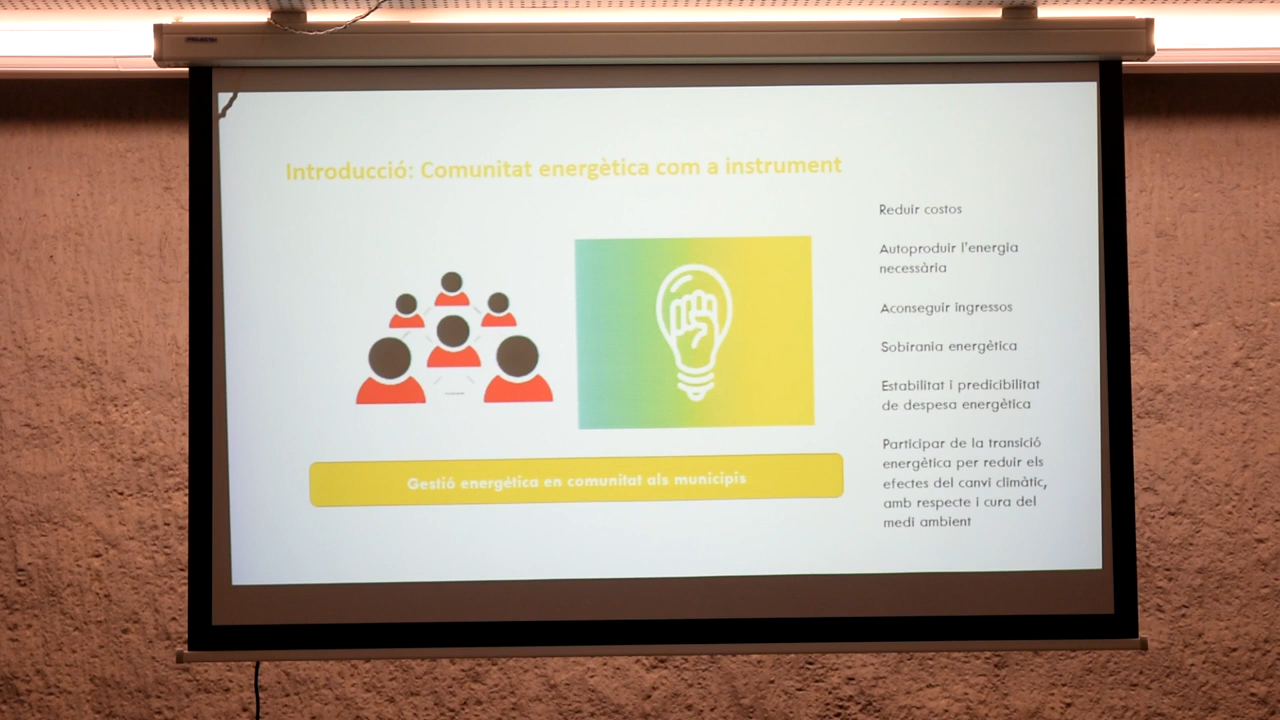 Introducció: Comunitat energètica com a instrument
Reduir costos
Autoproduir l'energia
necessària
Aconseguir ingressos
Sobirania energètica
Estabilitat i predicibilitat
de despesa energètica
Participar de la transició
energètica per reduir els
efectes del canvi climàtic,
amb respecte i cura del
medi ambient
Gestió energètica en comunitat als municipis